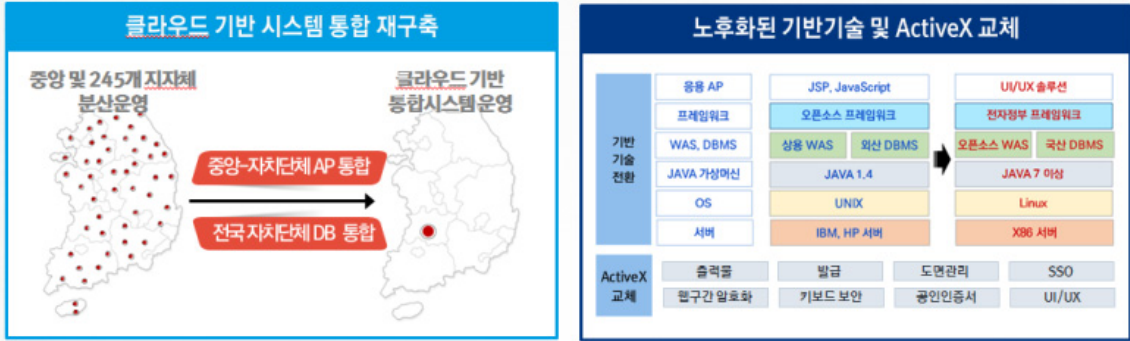 클라우드 기반 시스템 통합 재구축
중앙 및 245개 지자체
분산운영
클라우드 기반
통합시스템 운영
중앙-자치단체 AP 통합
전국 자치단체 DB 통합
노후화된 기반기술 및 ActiveX 교체
기반
기술
전환
응용 AP
JSP, JavaScript
UI/UX 솔루션
프레임워크
오픈소스 프레임워크
전자정부 프레임워크
WAS, DBMS
상용 WAS
외산 DBMS
오픈소스 WAS
국산 DBMS
JAVA 가상머신
JAVA 1.4
JAVA 7 이상
OS
UNIX
Linux
서버
IBM, HP 서버
X86 서버
ActiveX
교체
출력물
발급
도면관리
SSO
웹구간 암호화
키보드 보안
공인인증서
UI/UX